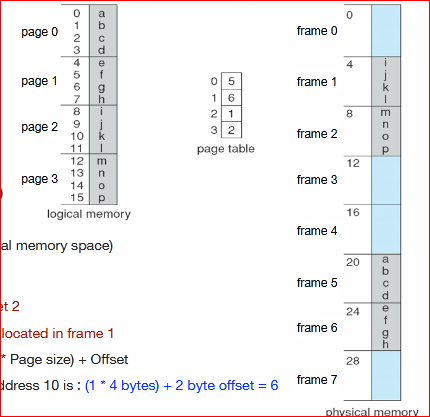 page 0
0 a
1 b
2 c
3 d
page 1
4 e
5 f
6 g
7 h
page 2
8 i
9 j
10 k
11 l
page 3
12 m
13 n
14 o
15 p
logical memory
0 5
1 6
2 1
3 2
page table
frame 0
0
frame 1
4
i
j
k
l
frame 2
8
m
n
o
p
frame 3
12
frame 4
16
frame 5
20
a
b
c
d
frame 6
24
e
f
g
h
frame 7
28
physical memory
)
al memory space)
et 2
located in frame 1
* Page size) + Offset
ddress 10 is : (1 * 4 bytes) + 2 byte offset = 6